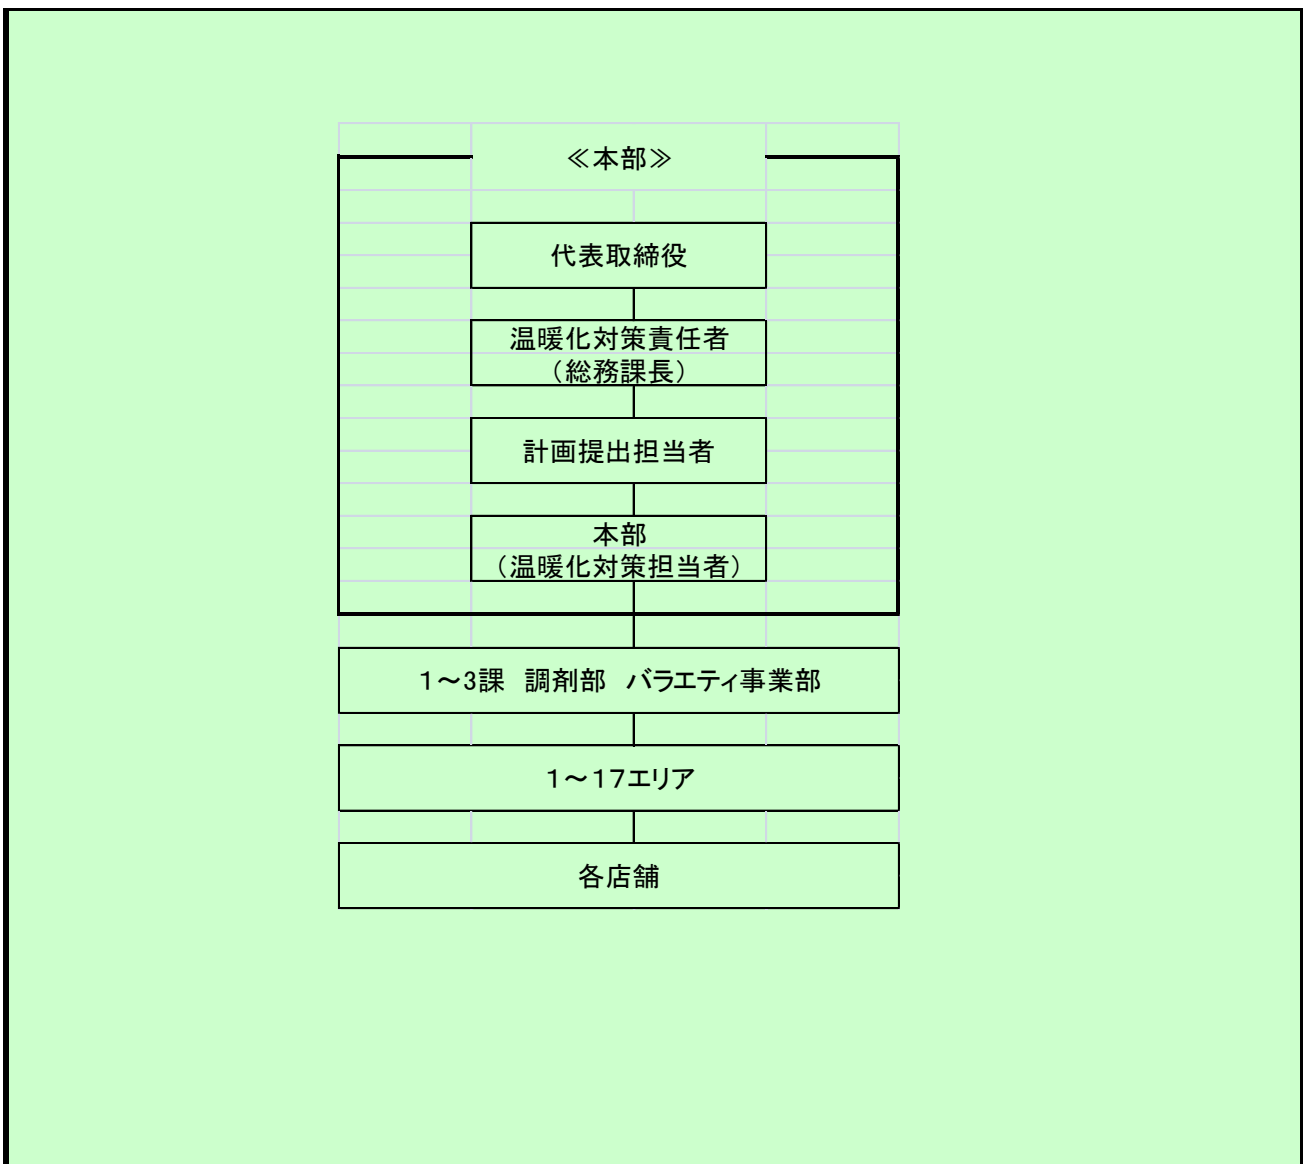 ≪本部≫
代表取締役
温暖化対策責任者
（総務課長）
計画提出担当者
本部
（温暖化対策担当者）
1～3課　調剤部　バラエティ事業部
1～17エリア
各店舗